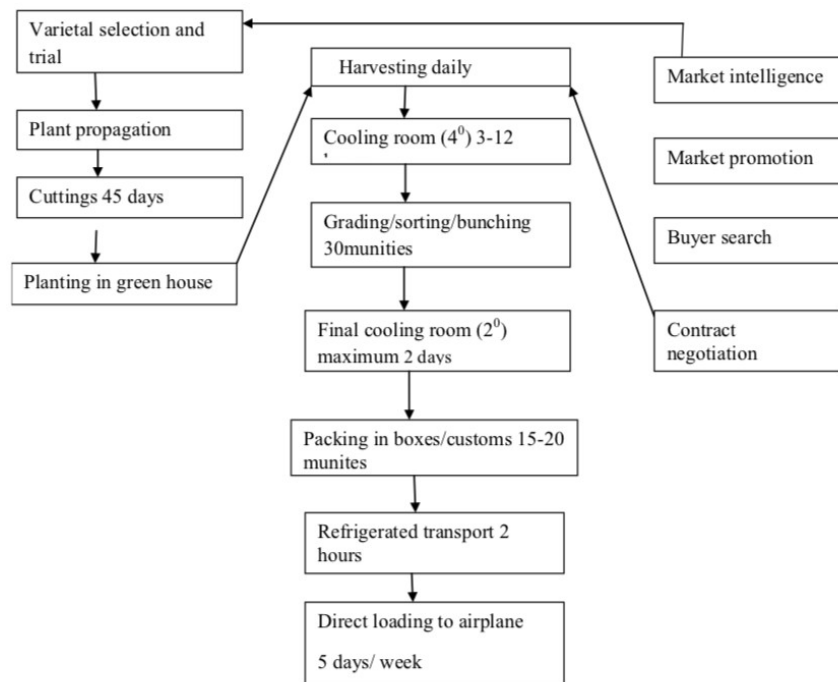 Varietal selection and
trial
Plant propagation
Cuttings 45 days
Planting in green house
Harvesting daily
Cooling room (4⁰) 3-12
Grading/sorting/bunching
30munities
Final cooling room (2⁰)
maximum 2 days
Packing in boxes/customs 15-20
munites
Refrigerated transport 2
hours
Direct loading to airplane
5 days/ week
Market intelligence
Market promotion
Buyer search
Contract
negotiation